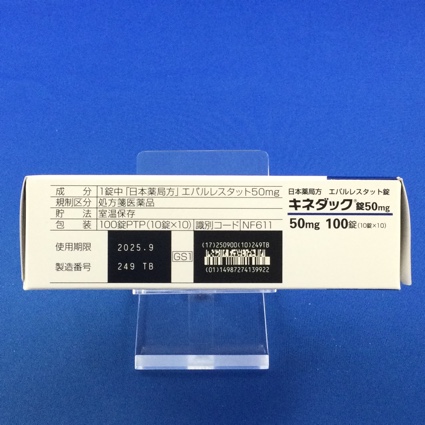 成 分 1錠中「日本薬局方」エパルレスタット50mg
規制区分 処方箋医薬品
貯 法 室温保存
包 装 100錠PTP(10錠×10) 識別コード NF611
使用期限 2025.9
製造番号 249 TB
GS1
(17)250900(10)249TB
(01)14987274139922
日本薬局方 エパルレスタット錠
キネダック錠50mg
50mg 100錠(10錠×10)